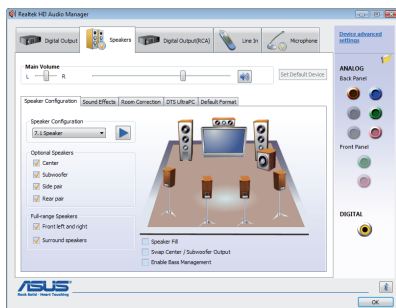 Realtek HD Audio Manager
Digital Output
Speakers
Digital Output(RCA)
Line In
Microphone
Device advanced
settings
Main Volume
L
R
Set Default Device
ANALOG
Back Panel
Speaker Configuration
Sound Effects
Room Correction
DTS UltraPC
Default Format
Speaker Configuration
7.1 Speaker
Optional Speakers
Center
Subwoofer
Side pair
Rear pair
Front Panel
Full-range Speakers
Front left and right
Surround speakers
Speaker Fill
Swap Center / Subwoofer Output
Enable Bass Management
DIGITAL
ASUS
Rock Solid · Heart Touching
OK